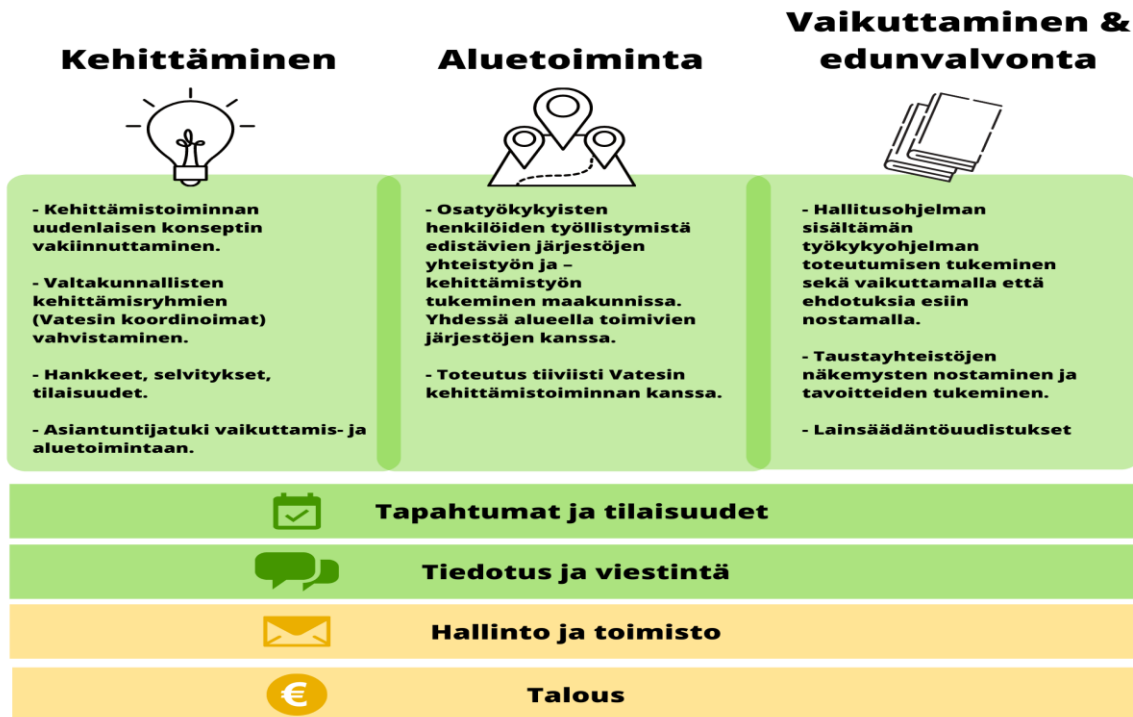 Kehittäminen
- Kehittämistoiminnan
uudenlaisen konseptin
vakiinnuttaminen.
- Valtakunnallisten
kehittämisryhmien
(Vatesin koordinoimat)
vahvistaminen.
- Hankkeet, selvitykset,
tilaisuudet.
- Asiantuntijatuki vaikuttamis- ja
aluetoimintaan.
Aluetoiminta
- Osatyökykyisten
henkilöiden työllistymistä
edistävien järjestöjen
yhteistyön ja –
kehittämistyön
tukeminen maakunnissa.
Yhdessä alueella toimivien
järjestöjen kanssa.
- Toteutus tiiviisti Vatesin
kehittämistoiminnan kanssa.
Vaikuttaminen &
edunvalvonta
- Hallitusohjelman
sisältämän
työkykyohjelman
toteutumisen tukeminen
sekä vaikuttamalla että
ehdotuksia esiin
nostamalla.
- Taustayhteistöjen
näkemysten nostaminen ja
tavoitteiden tukeminen.
- Lainsäädäntöuudistukset
Tapahtumat ja tilaisuudet
Tiedotus ja viestintä
Hallinto ja toimisto
€ Talous